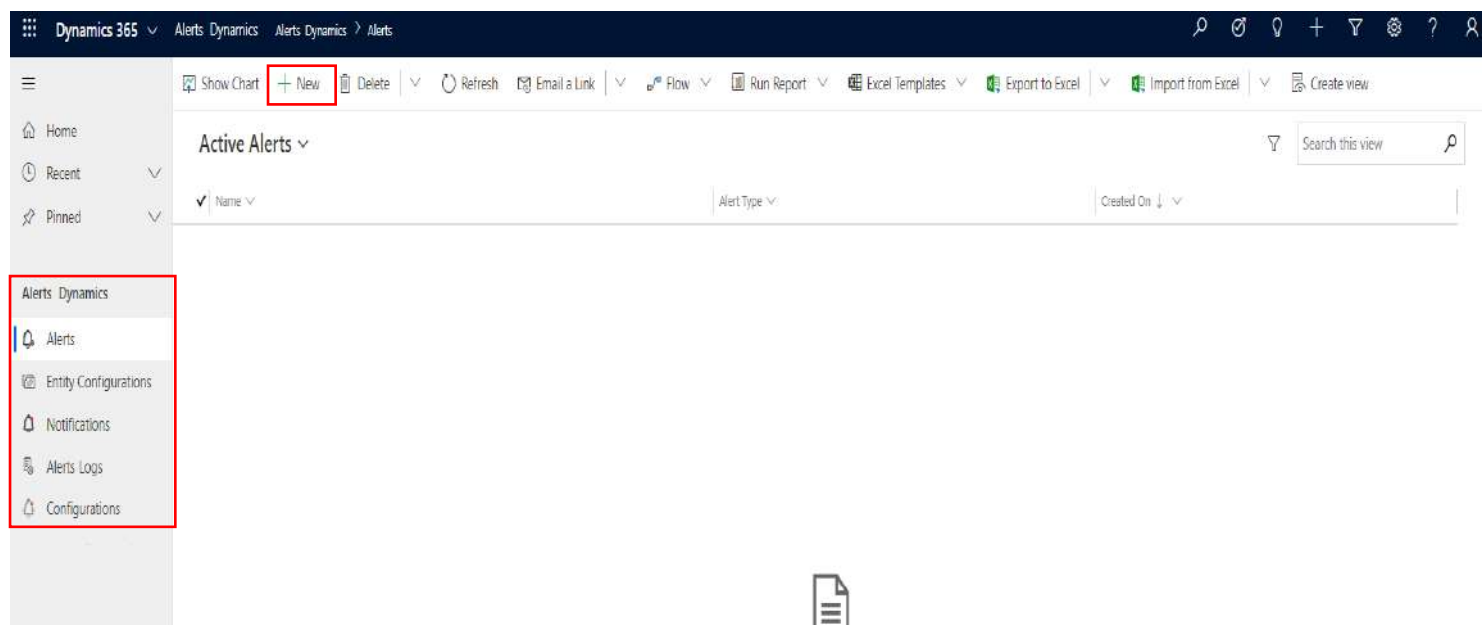 Dynamics 365 Alerts Dynamics Alerts Dynamics > Alerts
Show Chart + New Delete Refresh Email a Link Flow Run Report Excel Templates Export to Excel Import from Excel Create view
Home
Recent
Pinned
Active Alerts
Search this view
Name Alert Type Created On ↓
Alerts Dynamics
Alerts
Entity Configurations
Notifications
Alerts Logs
Configurations